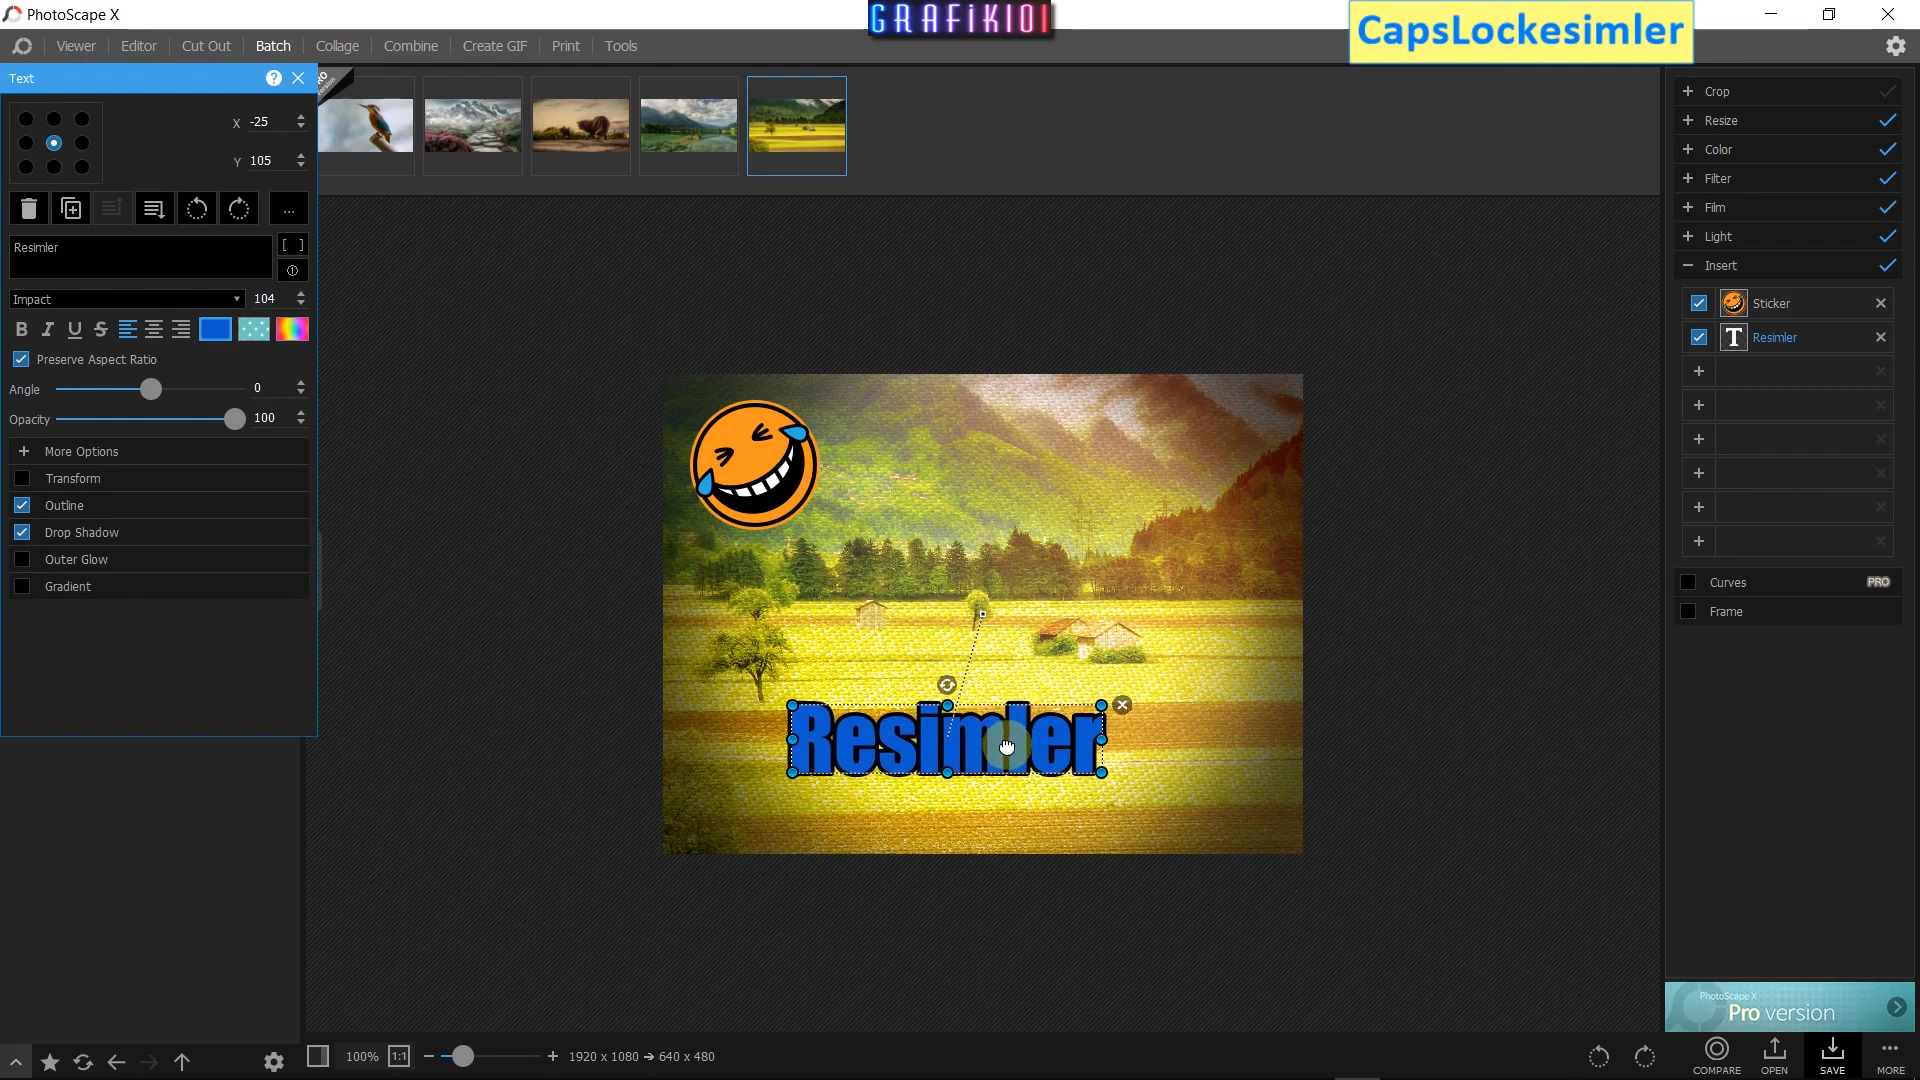 PhotoScape X
GRAFiK101
CapsLockesimler
Viewer
Editor
Cut Out
Batch
Collage
Combine
Create GIF
Print
Tools
Text
?
X -25
Y 105
...
Resimler
[ ]
Impact
104
B I U S
Preserve Aspect Ratio
Angle
0
Opacity
100
+ More Options
Transform
Outline
Drop Shadow
Outer Glow
Gradient
Resimler
+ Crop
+ Resize
+ Color
+ Filter
+ Film
+ Light
− Insert
Sticker
T Resimler
Curves PRO
Frame
PhotoScape X
Pro version
100%
1:1
1920 x 1080 → 640 x 480
COMPARE
OPEN
SAVE
MORE